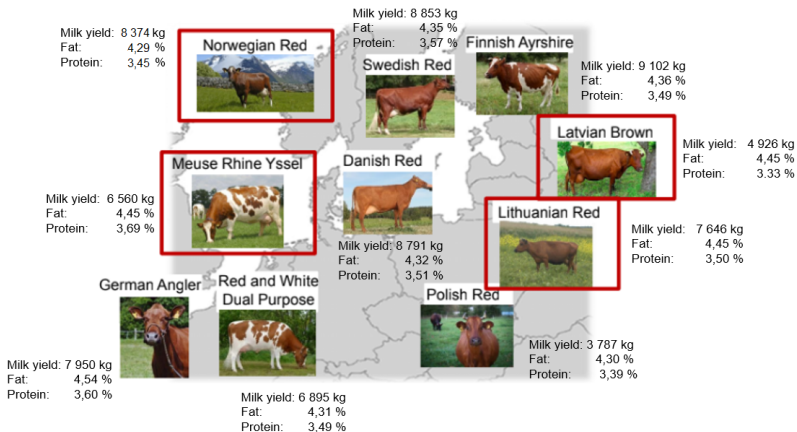 Milk yield: 8 374 kg
Fat: 4,29 %
Protein: 3,45 %
Norwegian Red
Milk yield: 8 853 kg
Fat: 4,35 %
Protein: 3,57 %
Swedish Red
Finnish Ayrshire
Milk yield: 9 102 kg
Fat: 4,36 %
Protein: 3,49 %
Latvian Brown
Milk yield: 4 926 kg
Fat: 4,45 %
Protein: 3.33 %
Meuse Rhine Yssel
Milk yield: 6 560 kg
Fat: 4,45 %
Protein: 3,69 %
Danish Red
Milk yield: 8 791 kg
Fat: 4,32 %
Protein: 3,51 %
Lithuanian Red
Milk yield: 7 646 kg
Fat: 4,45 %
Protein: 3,50 %
German Angler
Milk yield: 7 950 kg
Fat: 4,54 %
Protein: 3,60 %
Red and White
Dual Purpose
Milk yield: 6 895 kg
Fat: 4,31 %
Protein: 3,49 %
Polish Red
Milk yield: 3 787 kg
Fat: 4,30 %
Protein: 3,39 %